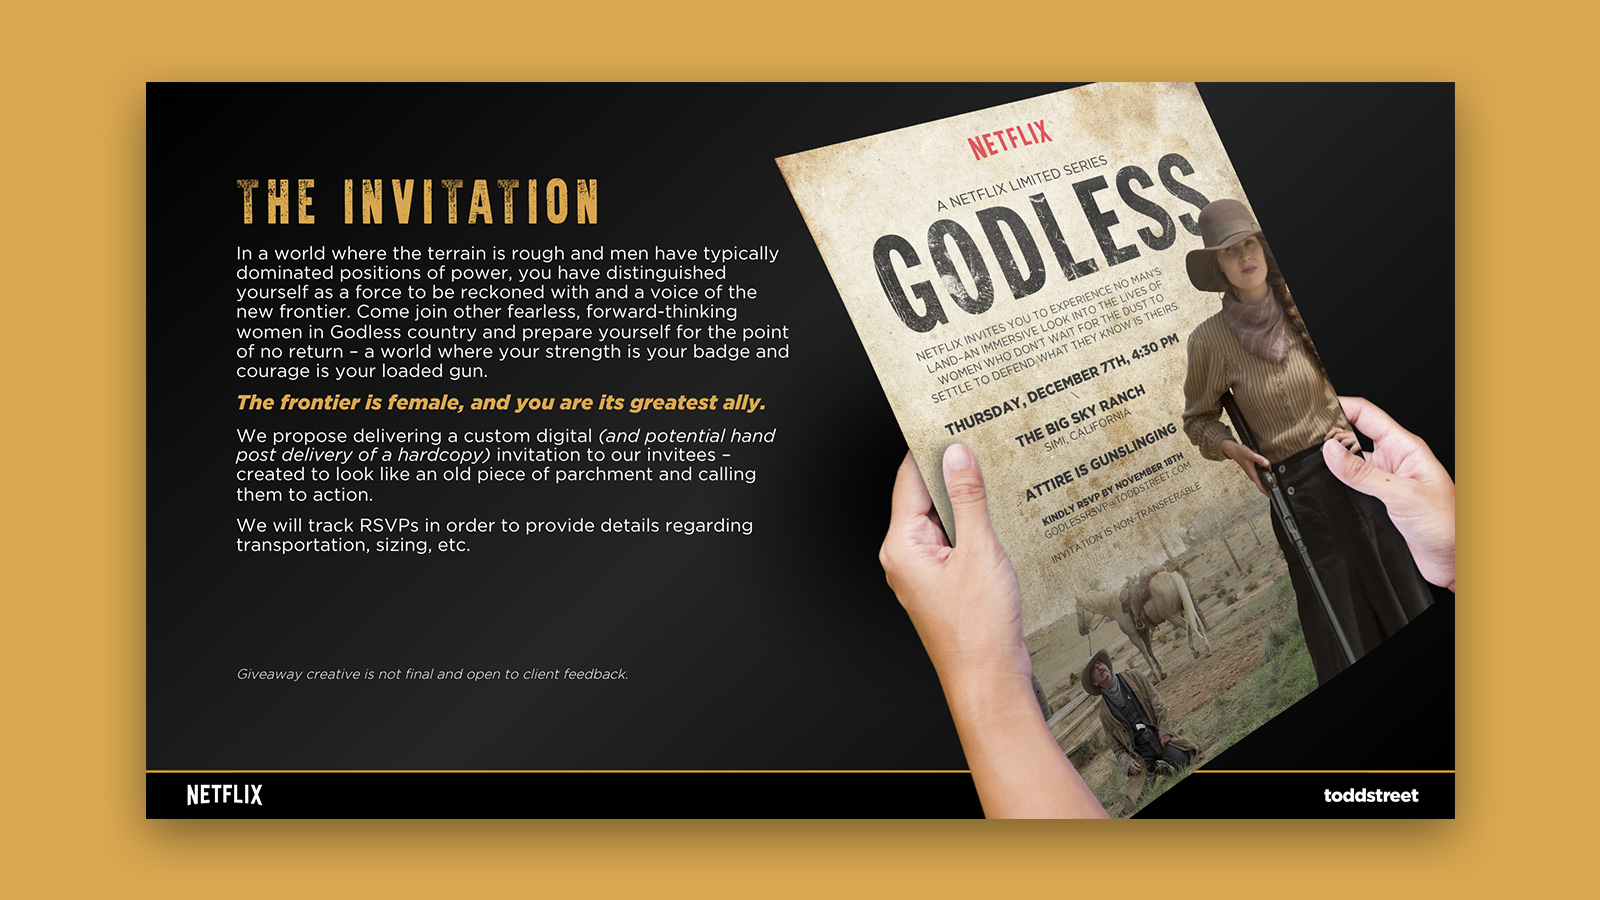 THE INVITATION
In a world where the terrain is rough and men have typically
dominated positions of power, you have distinguished
yourself as a force to be reckoned with and a voice of the
new frontier. Come join other fearless, forward-thinking
women in Godless country and prepare yourself for the point
of no return – a world where your strength is your badge and
courage is your loaded gun.
The frontier is female, and you are its greatest ally.
We propose delivering a custom digital (and potential hand
post delivery of a hardcopy) invitation to our invitees –
created to look like an old piece of parchment and calling
them to action.
We will track RSVPs in order to provide details regarding
transportation, sizing, etc.
Giveaway creative is not final and open to client feedback.
NETFLIX
A NETFLIX LIMITED SERIES
GODLESS
NETFLIX INVITES YOU TO EXPERIENCE NO MAN'S
LAND–AN IMMERSIVE LOOK INTO THE LIVES OF
WOMEN WHO DON'T WAIT FOR THE DUST TO
SETTLE TO DEFEND WHAT THEY KNOW IS THEIRS.
THURSDAY, DECEMBER 7TH, 4:30 PM
THE BIG SKY RANCH
SIMI, CALIFORNIA
ATTIRE IS GUNSLINGING
KINDLY RSVP BY NOVEMBER 18TH
GODLESSRSVP@TODDSTREET.COM
INVITATION IS NON-TRANSFERABLE
NETFLIX
toddstreet